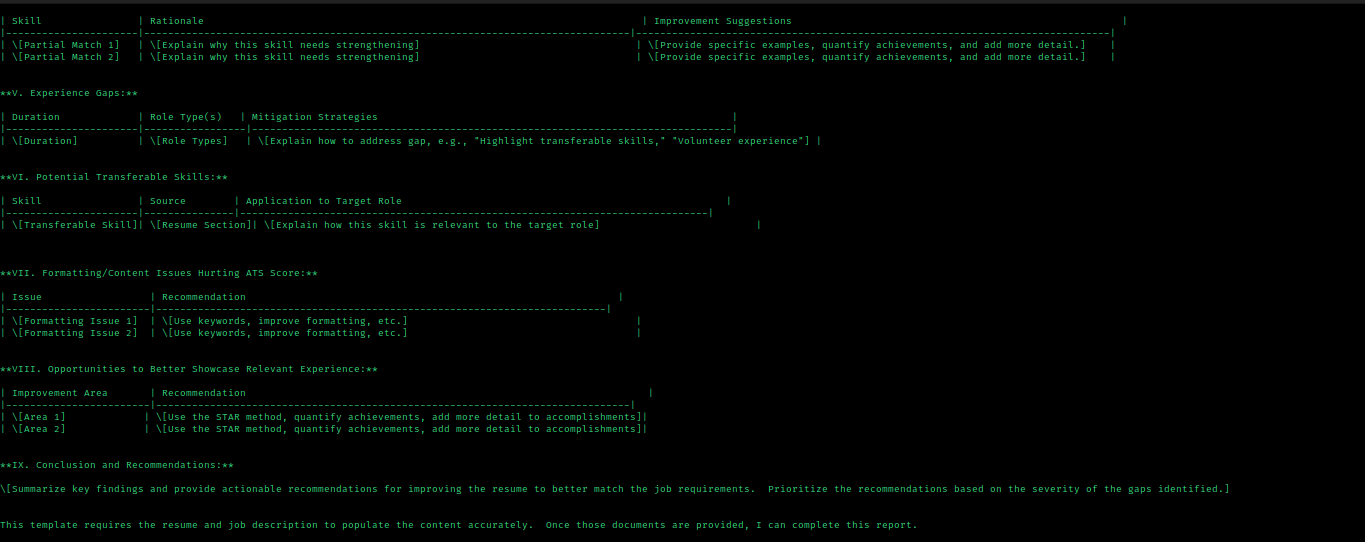 | Skill | Rationale | Improvement Suggestions |
|----------------------|---------------------------------------------------------------------------------|-------------------------------------------------------------------------------|
| \[Partial Match 1] | \[Explain why this skill needs strengthening] | \[Provide specific examples, quantify achievements, and add more detail.] |
| \[Partial Match 2] | \[Explain why this skill needs strengthening] | \[Provide specific examples, quantify achievements, and add more detail.] |
**V. Experience Gaps:**
| Duration | Role Type(s) | Mitigation Strategies |
|----------------------|-----------------|--------------------------------------------------------------------------------|
| \[Duration] | \[Role Types] | \[Explain how to address gap, e.g., "Highlight transferable skills," "Volunteer experience"] |
**VI. Potential Transferable Skills:**
| Skill | Source | Application to Target Role |
|----------------------|---------------|------------------------------------------------------------------------------|
| \[Transferable Skill]| \[Resume Section]| \[Explain how this skill is relevant to the target role] |
**VII. Formatting/Content Issues Hurting ATS Score:**
| Issue | Recommendation |
|------------------------|---------------------------------------------------------------------------|
| \[Formatting Issue 1] | \[Use keywords, improve formatting, etc.] |
| \[Formatting Issue 2] | \[Use keywords, improve formatting, etc.] |
**VIII. Opportunities to Better Showcase Relevant Experience:**
| Improvement Area | Recommendation |
|------------------------|-------------------------------------------------------------------------------|
| \[Area 1] | \[Use the STAR method, quantify achievements, add more detail to accomplishments]|
| \[Area 2] | \[Use the STAR method, quantify achievements, add more detail to accomplishments]|
**IX. Conclusion and Recommendations:**
\[Summarize key findings and provide actionable recommendations for improving the resume to better match the job requirements.  Prioritize the recommendations based on the severity of the gaps identified.]
This template requires the resume and job description to populate the content accurately.  Once those documents are provided, I can complete this report.